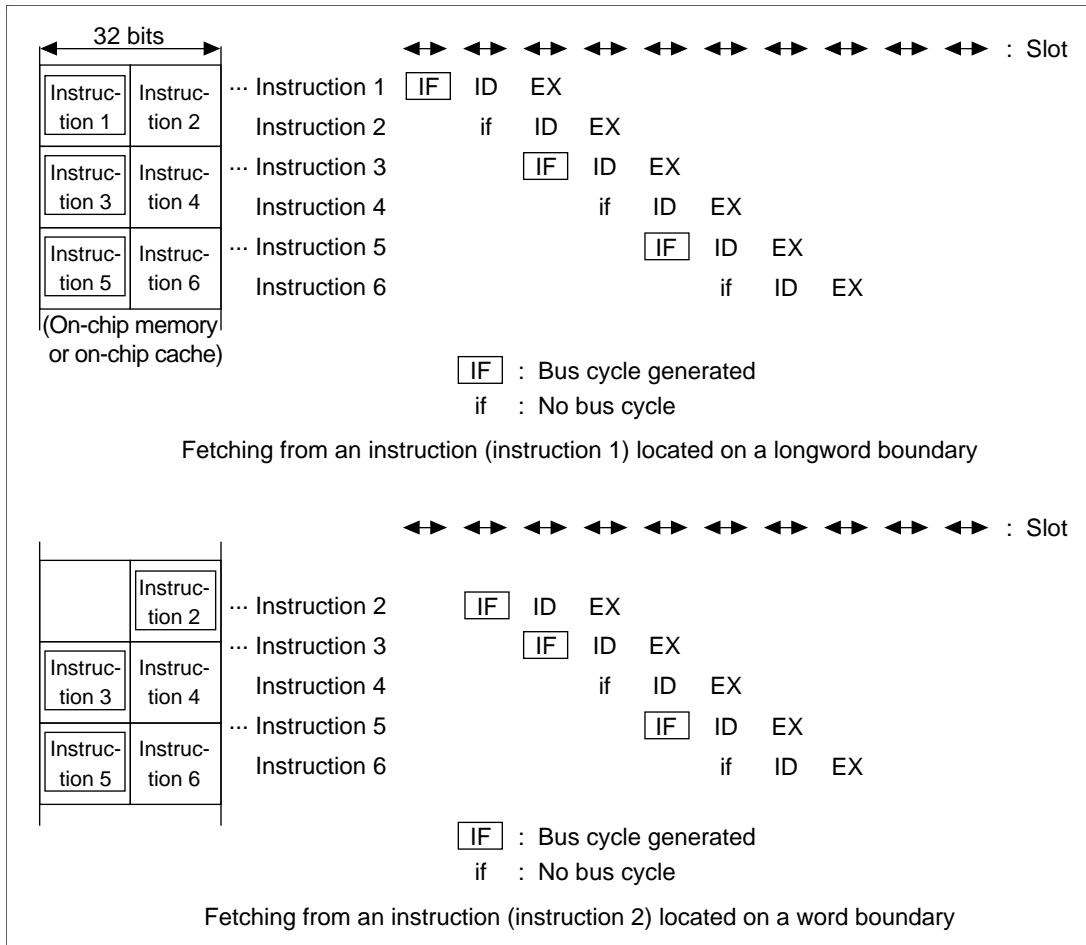 32 bits
: Slot
Instruc-
tion 1
Instruc-
tion 2
··· Instruction 1 IF ID EX
Instruction 2 if ID EX
Instruc-
tion 3
Instruc-
tion 4
··· Instruction 3 IF ID EX
Instruction 4 if ID EX
Instruc-
tion 5
Instruc-
tion 6
··· Instruction 5 IF ID EX
Instruction 6 if ID EX
(On-chip memory
or on-chip cache)
IF : Bus cycle generated
if : No bus cycle
Fetching from an instruction (instruction 1) located on a longword boundary
: Slot
Instruc-
tion 2
··· Instruction 2 IF ID EX
··· Instruction 3 IF ID EX
Instruc-
tion 3
Instruc-
tion 4
Instruction 4 if ID EX
··· Instruction 5 IF ID EX
Instruc-
tion 5
Instruc-
tion 6
Instruction 6 if ID EX
IF : Bus cycle generated
if : No bus cycle
Fetching from an instruction (instruction 2) located on a word boundary